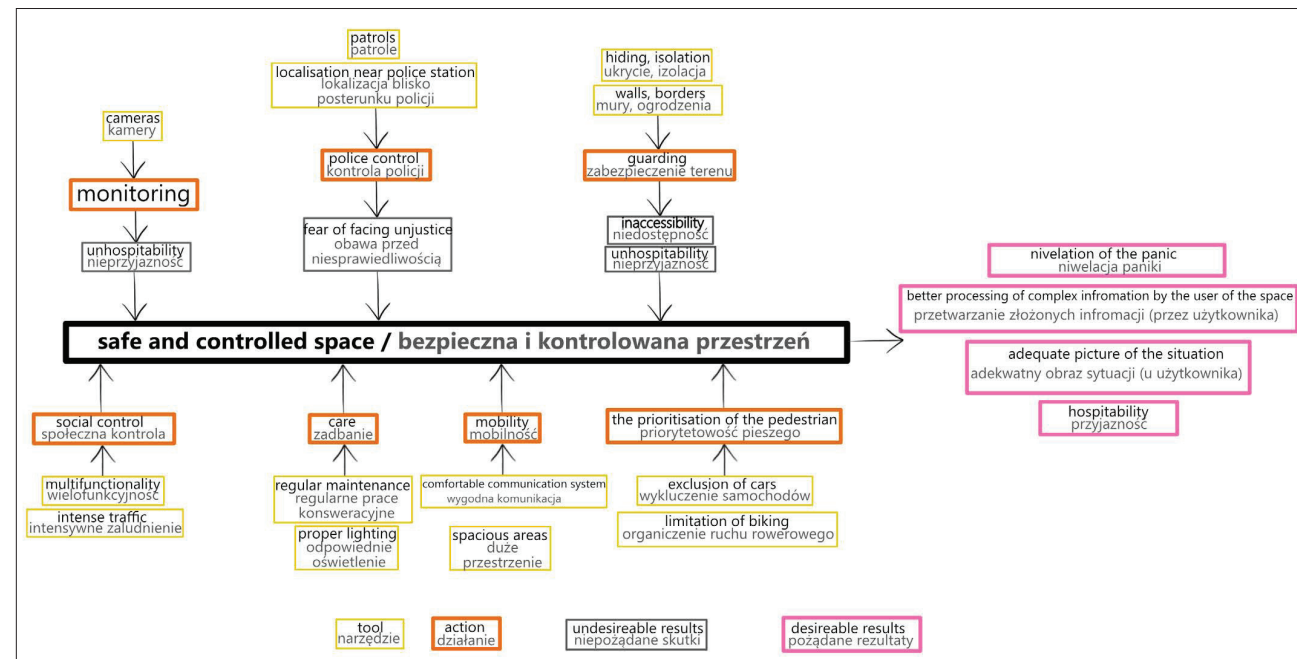 patrols
patrole
localisation near police station
lokalizacja blisko
posterunku policji
hiding, isolation
ukrycie, izolacja
walls, borders
mury, ogrodzenia
cameras
kamery
police control
kontrola policji
guarding
zabezpieczenie terenu
monitoring
fear of facing unjustice
obawa przed
niesprawiedliwością
inaccessibility
niedostępność
unhospitability
nieprzyjazność
unhospitability
nieprzyjazność
nivelation of the panic
niwelacja paniki
better processing of complex infromation by the user of the space
przetwarzanie złożonych infromacji (przez użytkownika)
safe and controlled space / bezpieczna i kontrolowana przestrzeń
adequate picture of the situation
adekwatny obraz sytuacji (u użytkownika)
hospitability
przyjazność
social control
społeczna kontrola
care
zadbanie
mobility
mobilność
the prioritisation of the pedestrian
priorytetowość pieszego
multifunctionality
wielofunkcyjność
intense traffic
intensywne zaludnienie
regular maintenance
regularne prace
konsweracyjne
proper lighting
odpowiednie
oświetlenie
comfortable communication system
wygodna komunikacja
spacious areas
duże
przestrzenie
exclusion of cars
wykluczenie samochodów
limitation of biking
organiczenie ruchu rowerowego
tool
narzędzie
action
działanie
undesireable results
niepożądane skutki
desireable results
pożądane rezultaty